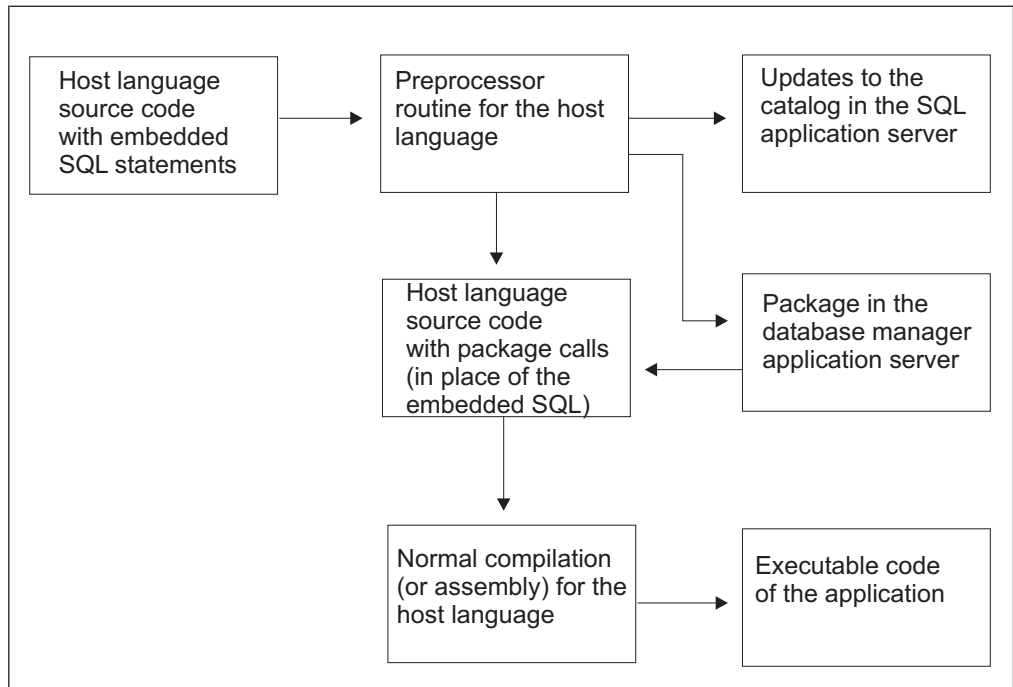 Host language
source code
with embedded
SQL statements
Preprocessor
routine for the host
language
Updates to the
catalog in the SQL
application server
Host language
source code
with package calls
(in place of the
embedded SQL)
Package in the
database manager
application server
Normal compilation
(or assembly) for the
host language
Executable code
of the application